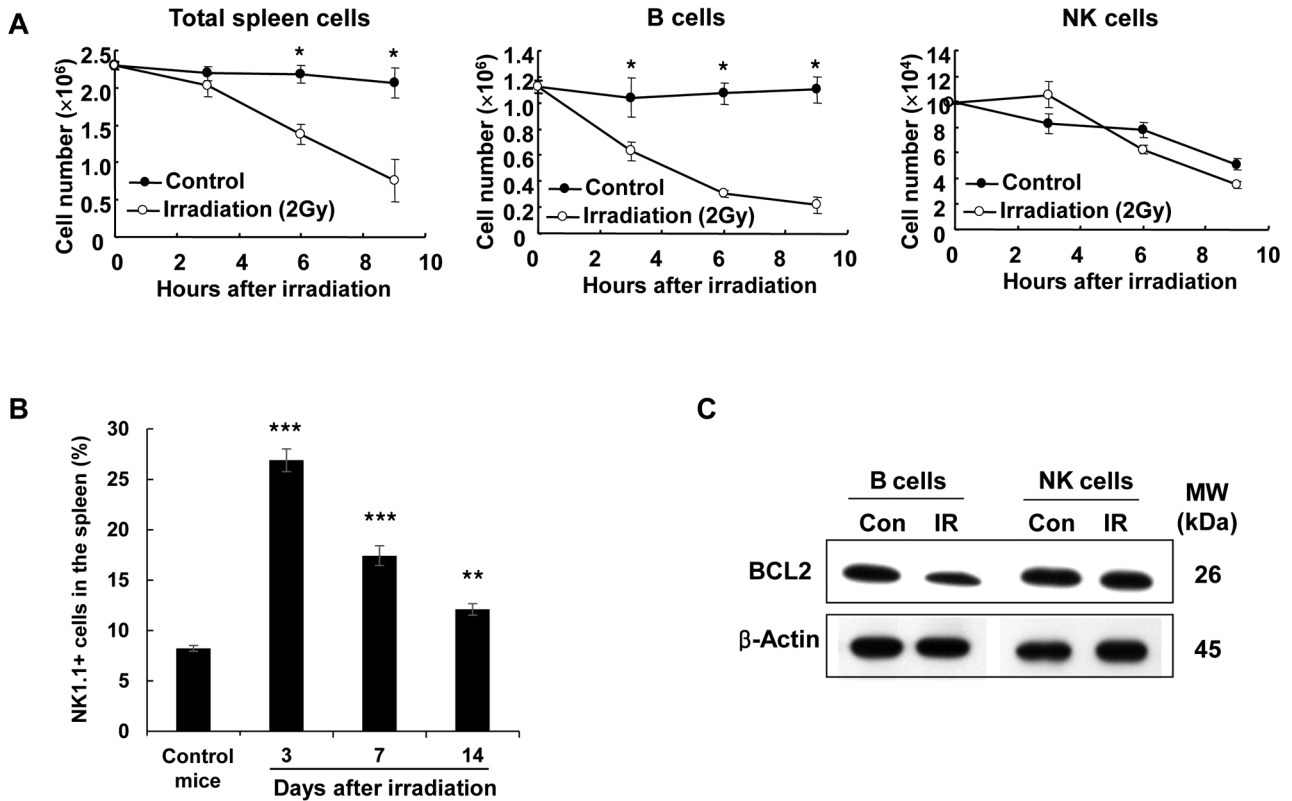 A
Total spleen cells
B cells
NK cells
Cell number (×10⁶)
2.5
2.0
1.5
1.0
0.5
0
* *
Control
Irradiation (2Gy)
0 2 4 6 8 10
Hours after irradiation
Cell number (×10⁶)
1.4
1.2
1.0
0.8
0.6
0.4
0.2
0
* * *
Control
Irradiation (2Gy)
0 2 4 6 8 10
Hours after irradiation
Cell number (×10⁴)
14
12
10
8
6
4
2
0
Control
Irradiation (2Gy)
0 2 4 6 8 10
Hours after irradiation
B
NK1.1+ cells in the spleen (%)
30
25
20
15
10
5
0
***
***
**
Control
mice
3 7 14
Days after irradiation
C
B cells NK cells
MW
(kDa)
Con IR Con IR
BCL2 26
β-Actin 45